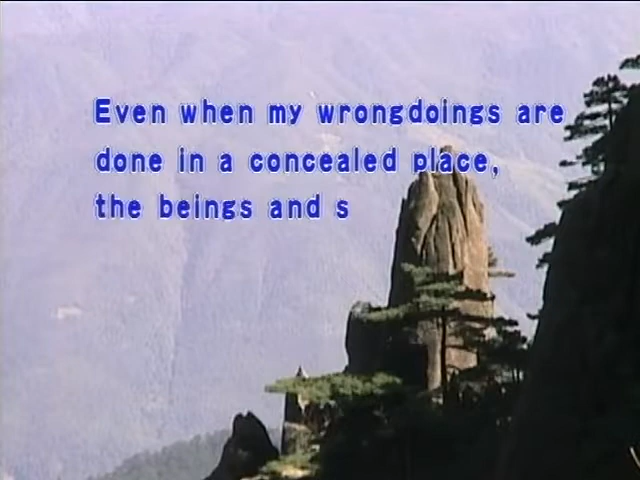 Even when my wrongdoings are
done in a concealed place,
the beings and s